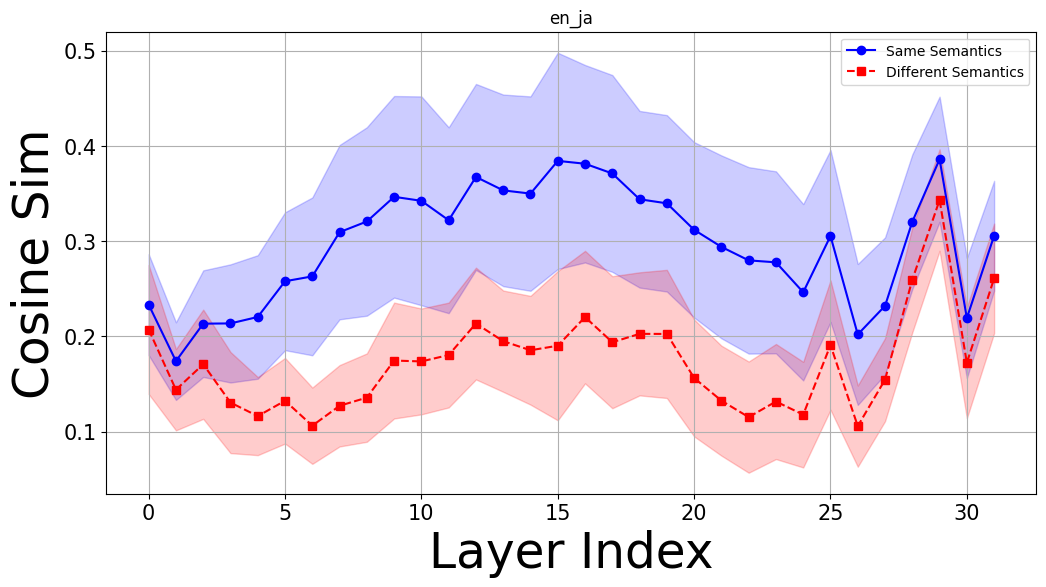 en_ja
Same Semantics
Different Semantics
Cosine Sim
0.5
0.4
0.3
0.2
0.1
0 5 10 15 20 25 30
Layer Index